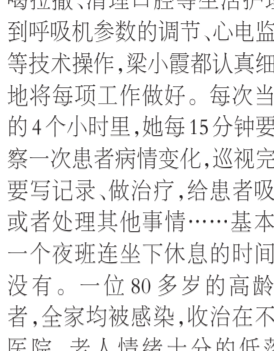 喝拉撒、清理口腔等生活护理
到呼吸机参数的调节、心电监
等技术操作,梁小霞都认真细
地将每项工作做好。每次当
的4个小时里,她每15分钟要
察一次患者病情变化,巡视完
要写记录、做治疗,给患者吸
或者处理其他事情……基本
一个夜班连坐下休息的时间
没有。一位80多岁的高龄
者,全家均被感染,收治在不
医院,老人情绪十分的低落